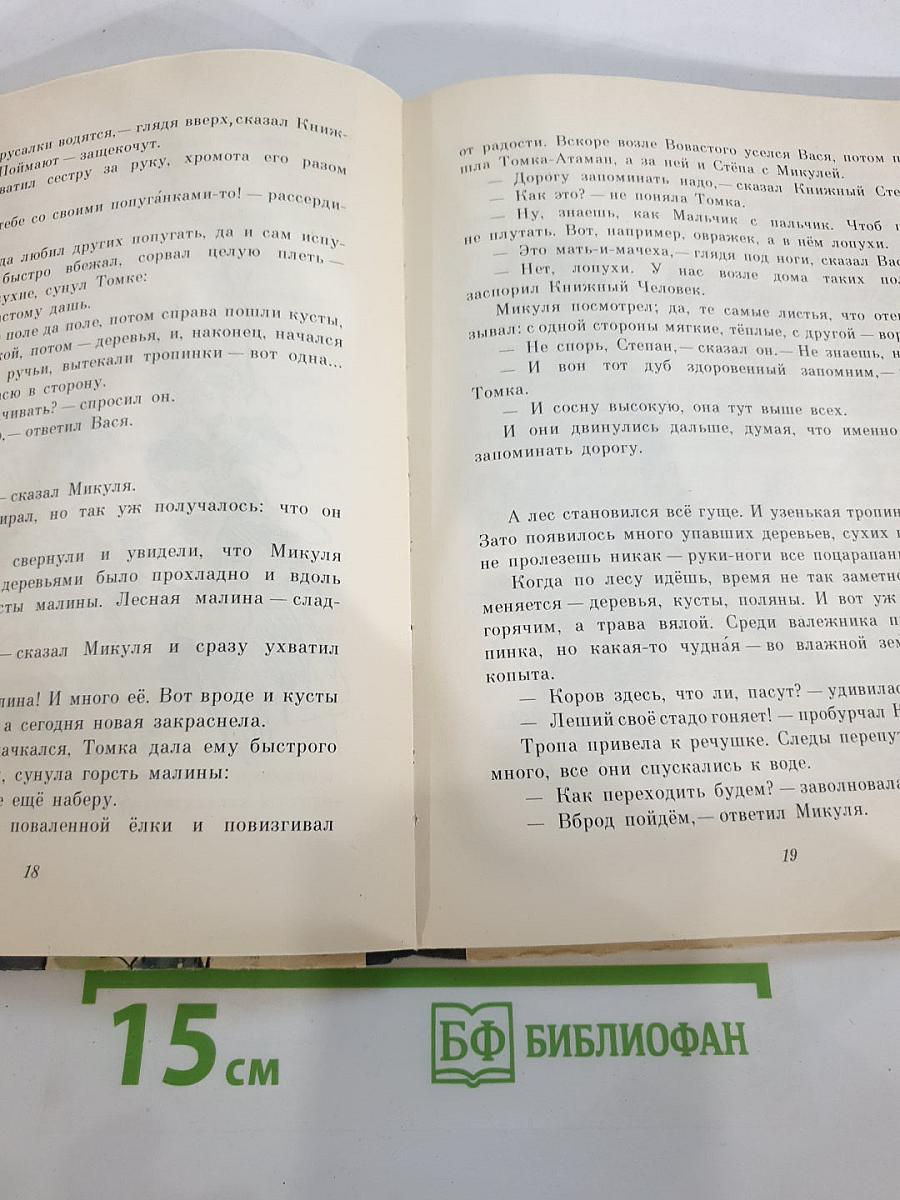 русалки водятся,— глядя вверх, сказал Книж-
Поймают — защекочут.
ватил сестру за руку, хромота его разом
тебе со своими попуга́нками-то! — рассерди-
да любил других попугать, да и сам испу-
быстро вбежал, сорвал целую плеть —
ухие, сунул Томке:
астому дашь.
поле да поле, потом справа пошли кусты,
кой, потом — деревья, и, наконец, начался
ручьи, вытекали тропинки — вот одна...
асю в сторону.
чивать? — спросил он.
— ответил Вася.
— сказал Микуля.
ирал, но так уж получалось: что он
свернули и увидели, что Микуля
деревьями было прохладно и вдоль
сты малины. Лесная малина — слад-
— сказал Микуля и сразу ухватил
лина! И много её. Вот вроде и кусты
а сегодня новая закраснела.
ачкался, Томка дала ему быстрого
, сунула горсть малины:
е ещё наберу.
поваленной ёлки и повизгивал
18
от радости. Вскоре возле Вовастого уселся Вася, потом п
шла Томка-Атаман, а за ней и Стёпа с Микулей.
— Дорогу запоминать надо,— сказал Книжный Сте
— Как это? — не поняла Томка.
— Ну, знаешь, как Мальчик с пальчик. Чтоб п
не плутать. Вот, например, овражек, а в нём лопухи.
— Это мать-и-мачеха,— глядя под ноги, сказал Вас
— Нет, лопухи. У нас возле дома таких пол
заспорил Книжный Человек.
Микуля посмотрел; да, те самые листья, что оте
зывал: с одной стороны мягкие, тёплые, с другой — вор
— Не спорь, Степан,— сказал он.— Не знаешь, н
— И вон тот дуб здоровенный запомним,—
Томка.
— И сосну высокую, она тут выше всех.
И они двинулись дальше, думая, что именно
запоминать дорогу.
А лес становился всё гуще. И узенькая тропин
Зато появилось много упавших деревьев, сухих
не пролезешь никак — руки-ноги все поцарапан
Когда по лесу идёшь, время не так заметно
меняется — деревья, кусты, поляны. И вот уж
горячим, а трава вялой. Среди валежника п
пинка, но какая-то чудна́я — во влажной зем
копыта.
— Коров здесь, что ли, пасут? — удивилас
— Леший своё стадо гоняет! — пробурчал К
Тропа привела к речушке. Следы перепут
много, все они спускались к воде.
— Как переходить будем? — заволновала
— Вброд пойдём,— ответил Микуля.
19
15 см
БФ БИБЛИОФАН